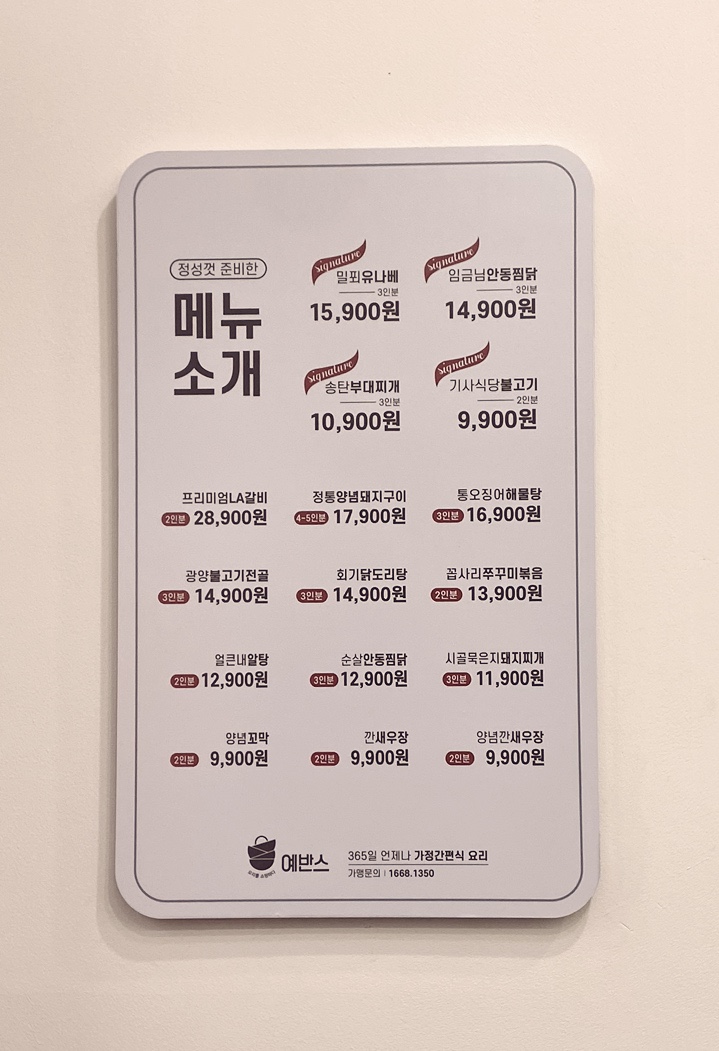 정성껏 준비한
메뉴
소개
signature
밀푀유나베
3인분
15,900원
signature
임금님안동찜닭
3인분
14,900원
signature
송탄부대찌개
3인분
10,900원
signature
기사식당불고기
2인분
9,900원
프리미엄LA갈비
2인분 28,900원
정통양념돼지구이
4-5인분 17,900원
통오징어해물탕
3인분 16,900원
광양불고기전골
3인분 14,900원
회기닭도리탕
3인분 14,900원
꼽사리쭈꾸미볶음
2인분 13,900원
얼큰내알탕
2인분 12,900원
순살안동찜닭
3인분 12,900원
시골묵은지돼지찌개
3인분 11,900원
양념꼬막
2인분 9,900원
깐새우장
2인분 9,900원
양념깐새우장
2인분 9,900원
예반스
365일 언제나 가정간편식 요리
가맹문의 | 1668.1350